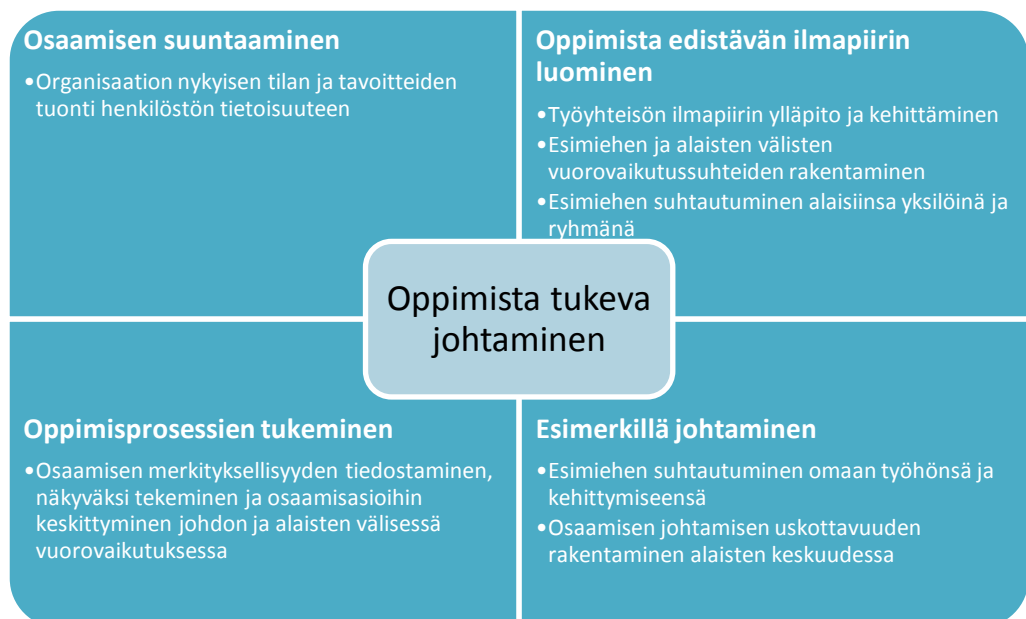 Osaamisen suuntaaminen
•Organisaation nykyisen tilan ja tavoitteiden
tuonti henkilöstön tietoisuuteen
Oppimista edistävän ilmapiirin
luominen
•Työyhteisön ilmapiirin ylläpito ja kehittäminen
•Esimiehen ja alaisten välisten
vuorovaikutussuhteiden rakentaminen
•Esimiehen suhtautuminen alaisiinsa yksilöinä ja
ryhmänä
Oppimista tukeva
johtaminen
Oppimisprosessien tukeminen
•Osaamisen merkityksellisyyden tiedostaminen,
näkyväksi tekeminen ja osaamisasioihin
keskittyminen johdon ja alaisten välisessä
vuorovaikutuksessa
Esimerkillä johtaminen
•Esimiehen suhtautuminen omaan työhönsä ja
kehittymiseensä
•Osaamisen johtamisen uskottavuuden
rakentaminen alaisten keskuudessa